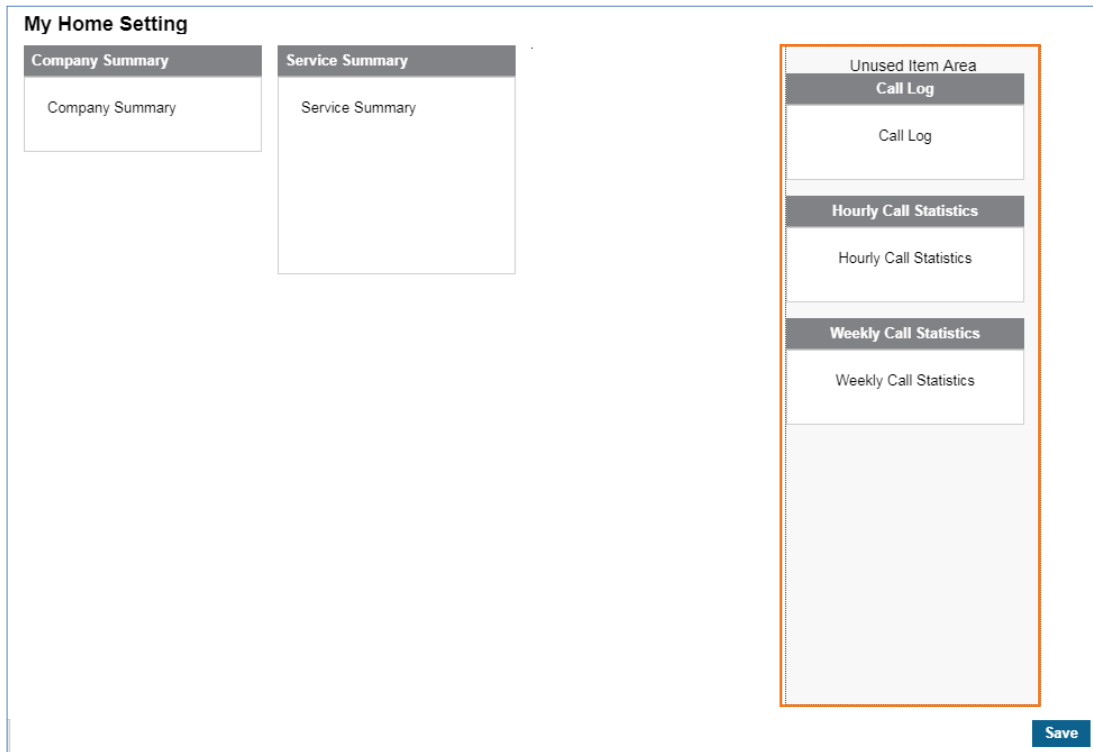 My Home Setting
Company Summary
Company Summary
Service Summary
Service Summary
Unused Item Area
Call Log
Call Log
Hourly Call Statistics
Hourly Call Statistics
Weekly Call Statistics
Weekly Call Statistics
Save